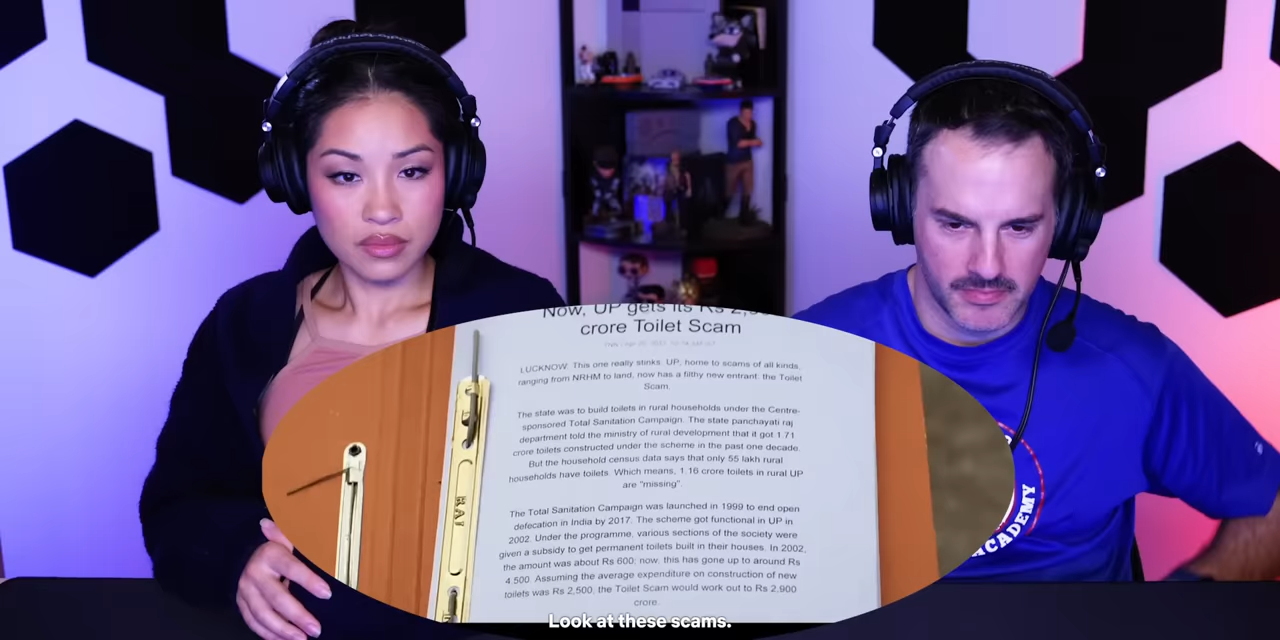 Now, UP gets its Rs
crore Toilet Scam
LUCKNOW: This one really stinks. UP, home to scams of all kinds,
ranging from NRHM to land, now has a filthy new entrant: the Toilet
Scam.
The state was to build toilets in rural households under the Centre-
sponsored Total Sanitation Campaign. The state panchayati raj
department told the ministry of rural development that it got 1.71
crore toilets constructed under the scheme in the past one decade.
But the household census data says that only 55 lakh rural
households have toilets. Which means, 1.16 crore toilets in rural UP
are "missing".
The Total Sanitation Campaign was launched in 1999 to end open
defecation in India by 2017. The scheme got functional in UP in
2002. Under the programme, various sections of the society were
given a subsidy to get permanent toilets built in their houses. In 2002,
the amount was about Rs 600; now, this has gone up to around Rs
4,500. Assuming the average expenditure on construction of new
toilets was Rs 2,500, the Toilet Scam would work out to Rs 2,900
crore.
RAJ
ACADEMY
Look at these scams.